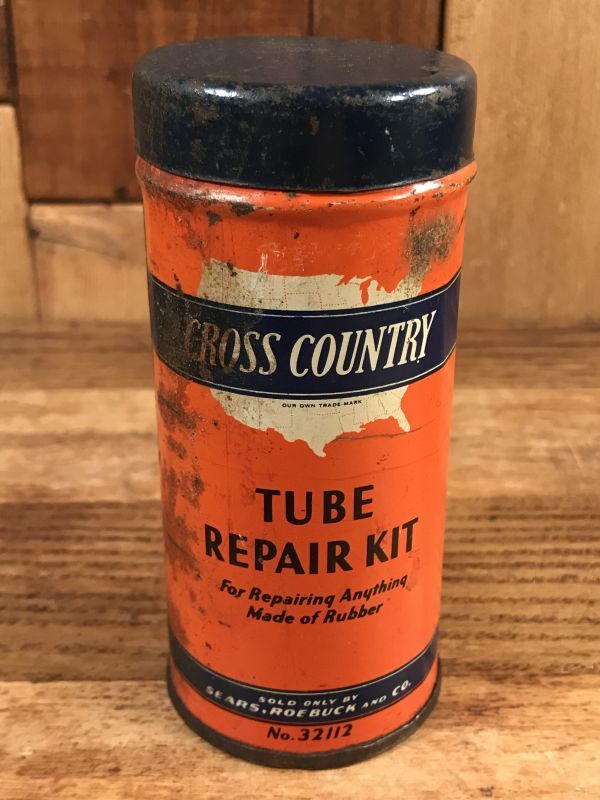 CROSS COUNTRY
OUR OWN TRADE-MARK
TUBE
REPAIR KIT
For Repairing Anything
Made of Rubber
SOLD ONLY BY
SEARS, ROEBUCK AND CO.
No. 32112